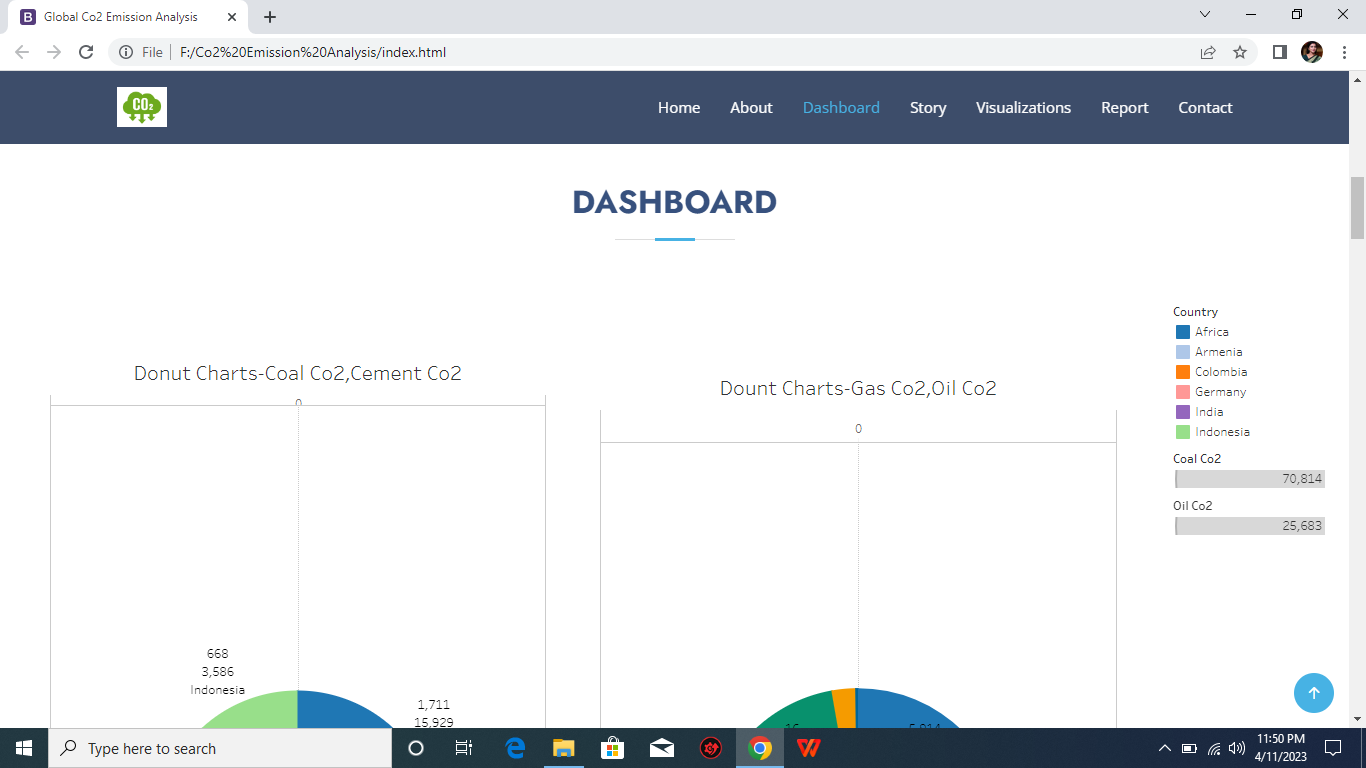 Global Co2 Emission Analysis
File
F:/Co2%20Emission%20Analysis/index.html
CO2
Home About Dashboard Story Visualizations Report Contact
DASHBOARD
Donut Charts-Coal Co2,Cement Co2
0
668
3,586
Indonesia
1,711
15,929
Dount Charts-Gas Co2,Oil Co2
0
16
5,914
Country
Africa
Armenia
Colombia
Germany
India
Indonesia
Coal Co2
70,814
Oil Co2
25,683
Type here to search
11:50 PM
4/11/2023